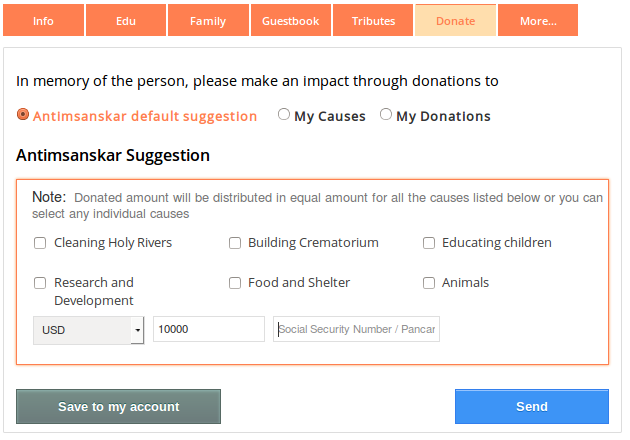 Info Edu Family Guestbook Tributes Donate More...
In memory of the person, please make an impact through donations to
Antimsanskar default suggestion My Causes My Donations
Antimsanskar Suggestion
Note: Donated amount will be distributed in equal amount for all the causes listed below or you can
select any individual causes
Cleaning Holy Rivers Building Crematorium Educating children
Research and Food and Shelter Animals
Development
USD 10000 Social Security Number / Pancar
Save to my account Send